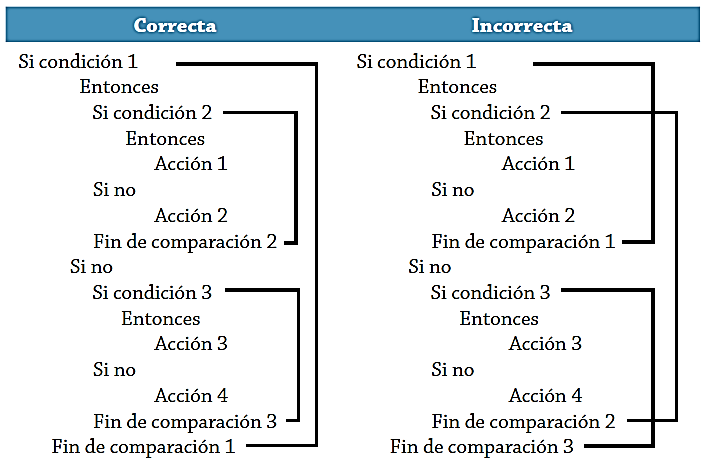 Correcta
Si condición 1
Entonces
Si condición 2
Entonces
Acción 1
Si no
Acción 2
Fin de comparación 2
Si no
Si condición 3
Entonces
Acción 3
Si no
Acción 4
Fin de comparación 3
Fin de comparación 1
Incorrecta
Si condición 1
Entonces
Si condición 2
Entonces
Acción 1
Si no
Acción 2
Fin de comparación 1
Si no
Si condición 3
Entonces
Acción 3
Si no
Acción 4
Fin de comparación 2
Fin de comparación 3